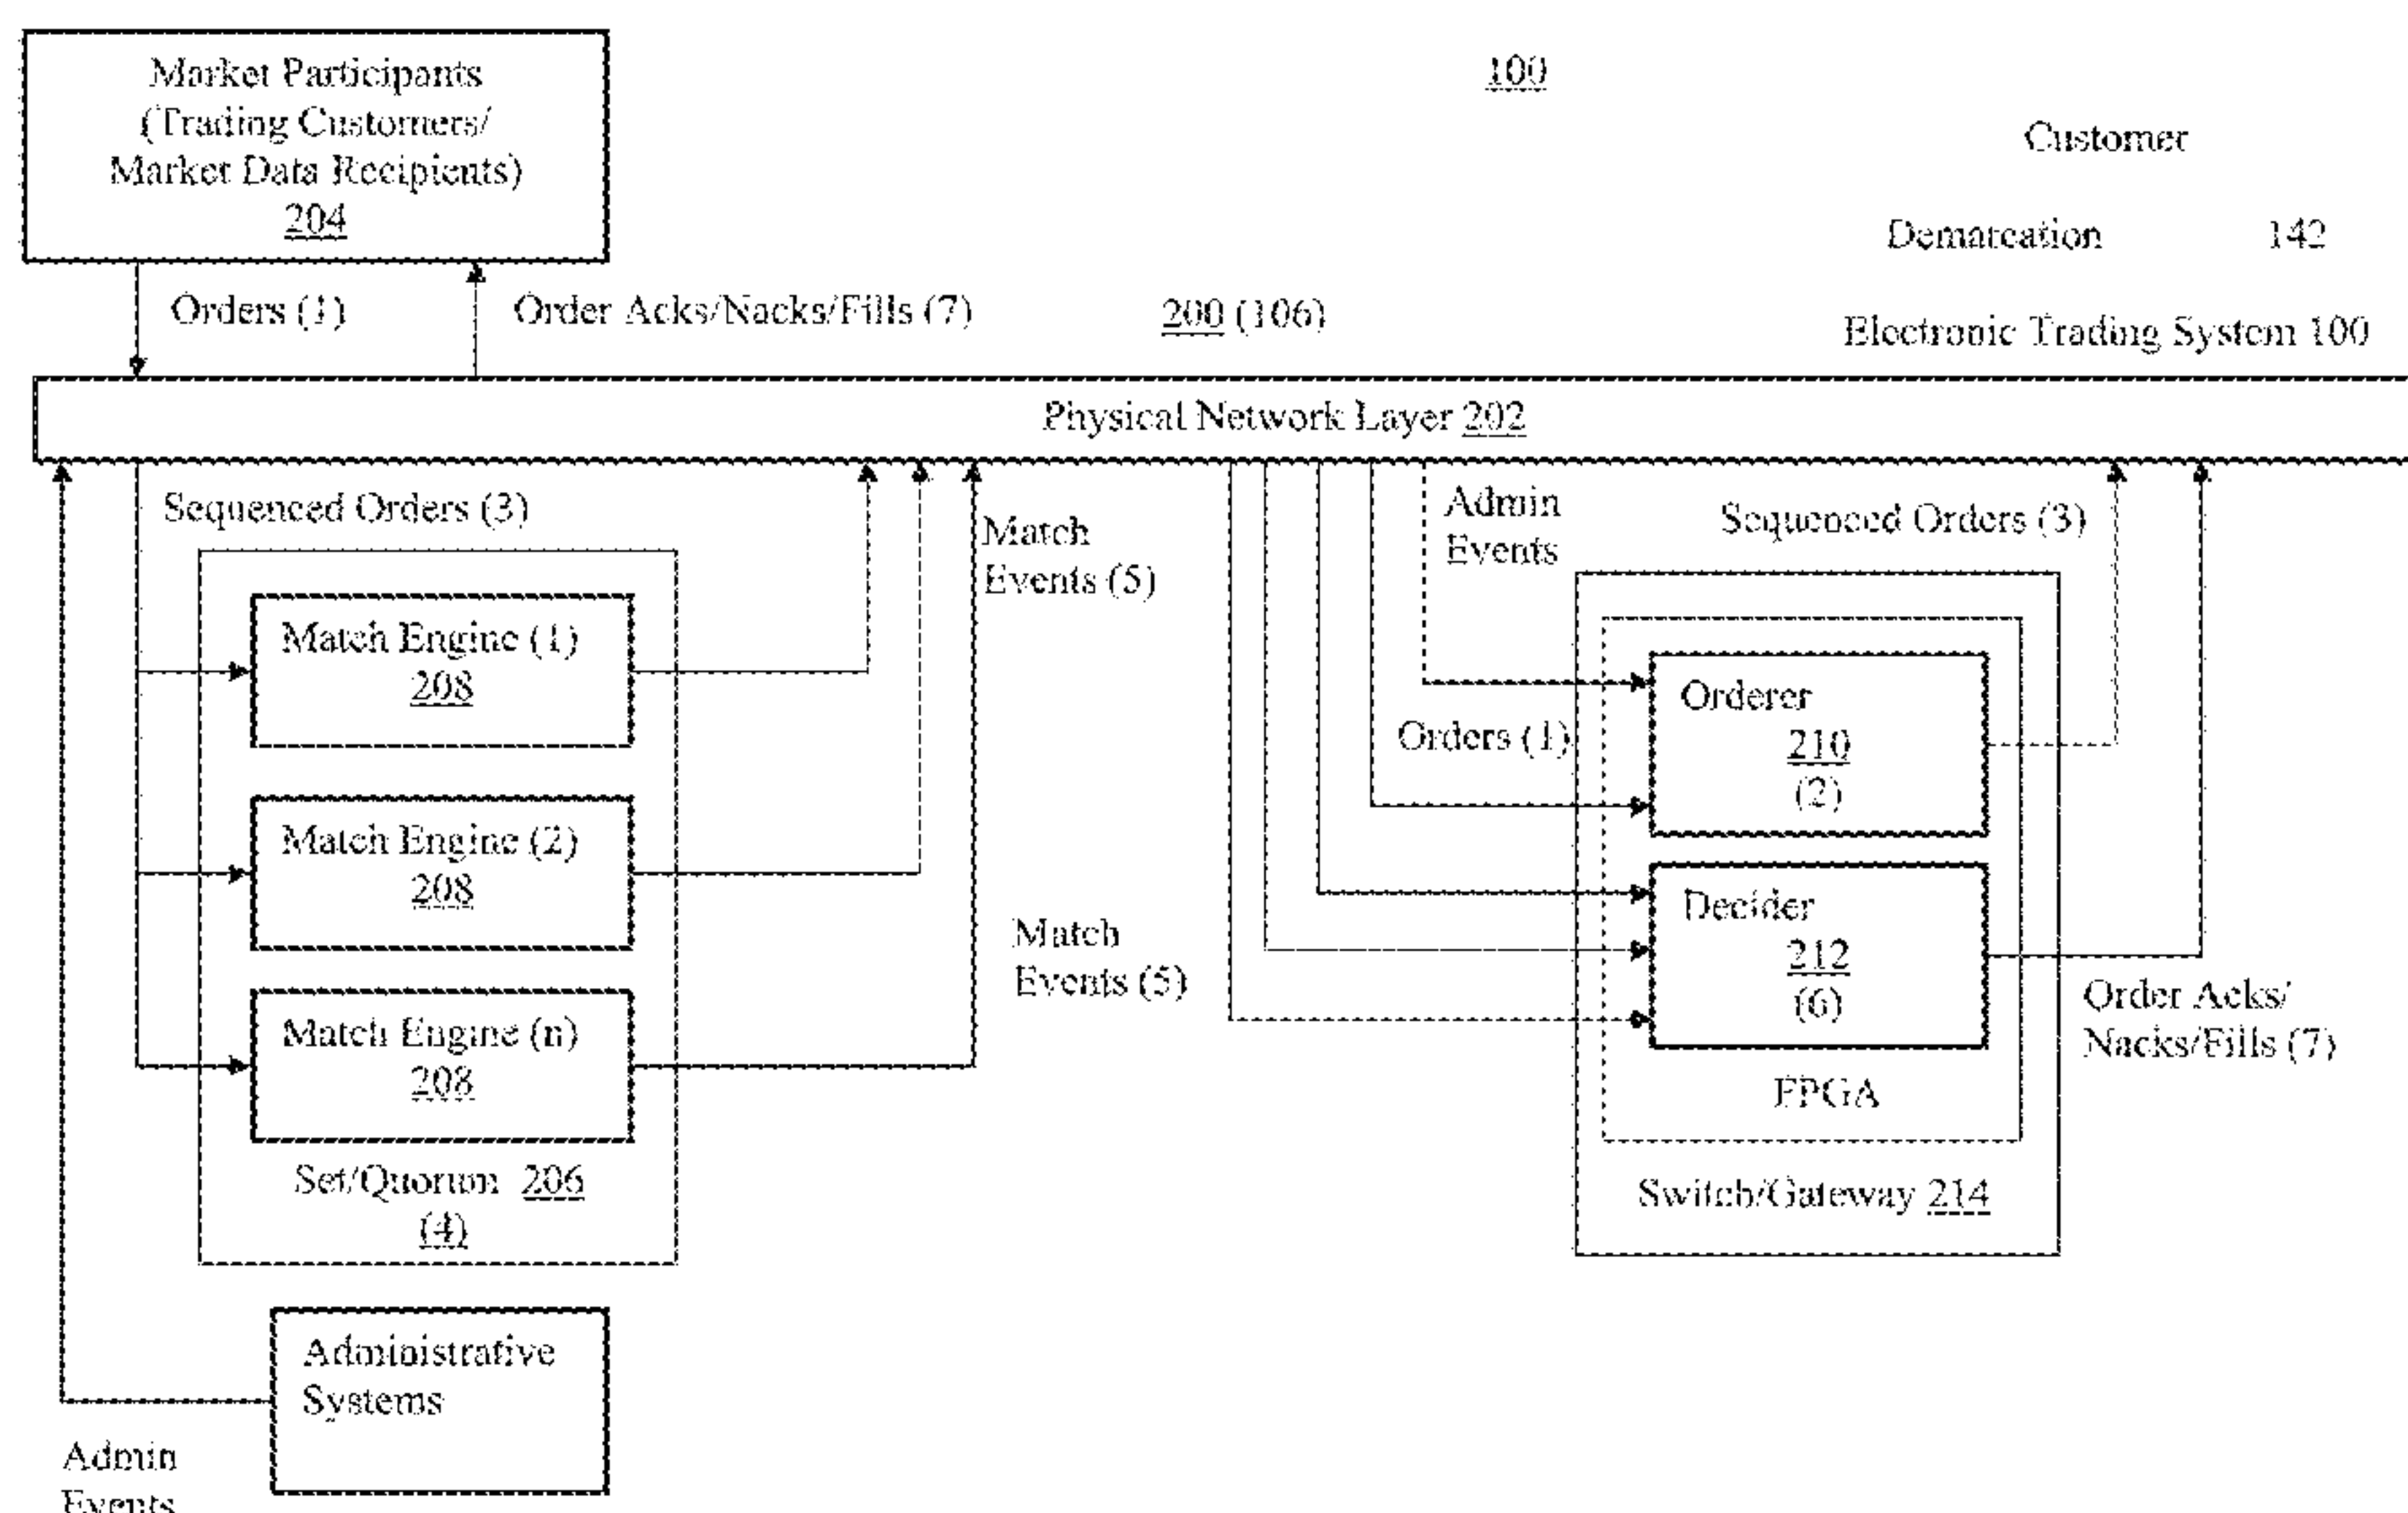 Market Participants
(Trading Customers/
Market Data Recipients)
204
100
Customer
Demarcation 142
Orders (1)
Order Acks/Nacks/Fills (7)
200 (106)
Electronic Trading System 100
Physical Network Layer 202
Sequenced Orders (3)
Match
Events (5)
Admin
Events
Sequenced Orders (3)
Match Engine (1)
208
Orders (1)
Orderer
210
(2)
Match Engine (2)
208
Match
Events (5)
Decider
212
(6)
Order Acks/
Nacks/Fills (7)
Match Engine (n)
208
FPGA
Set/Quorum 206
(4)
Switch/Gateway 214
Administrative
Systems
Admin
Events